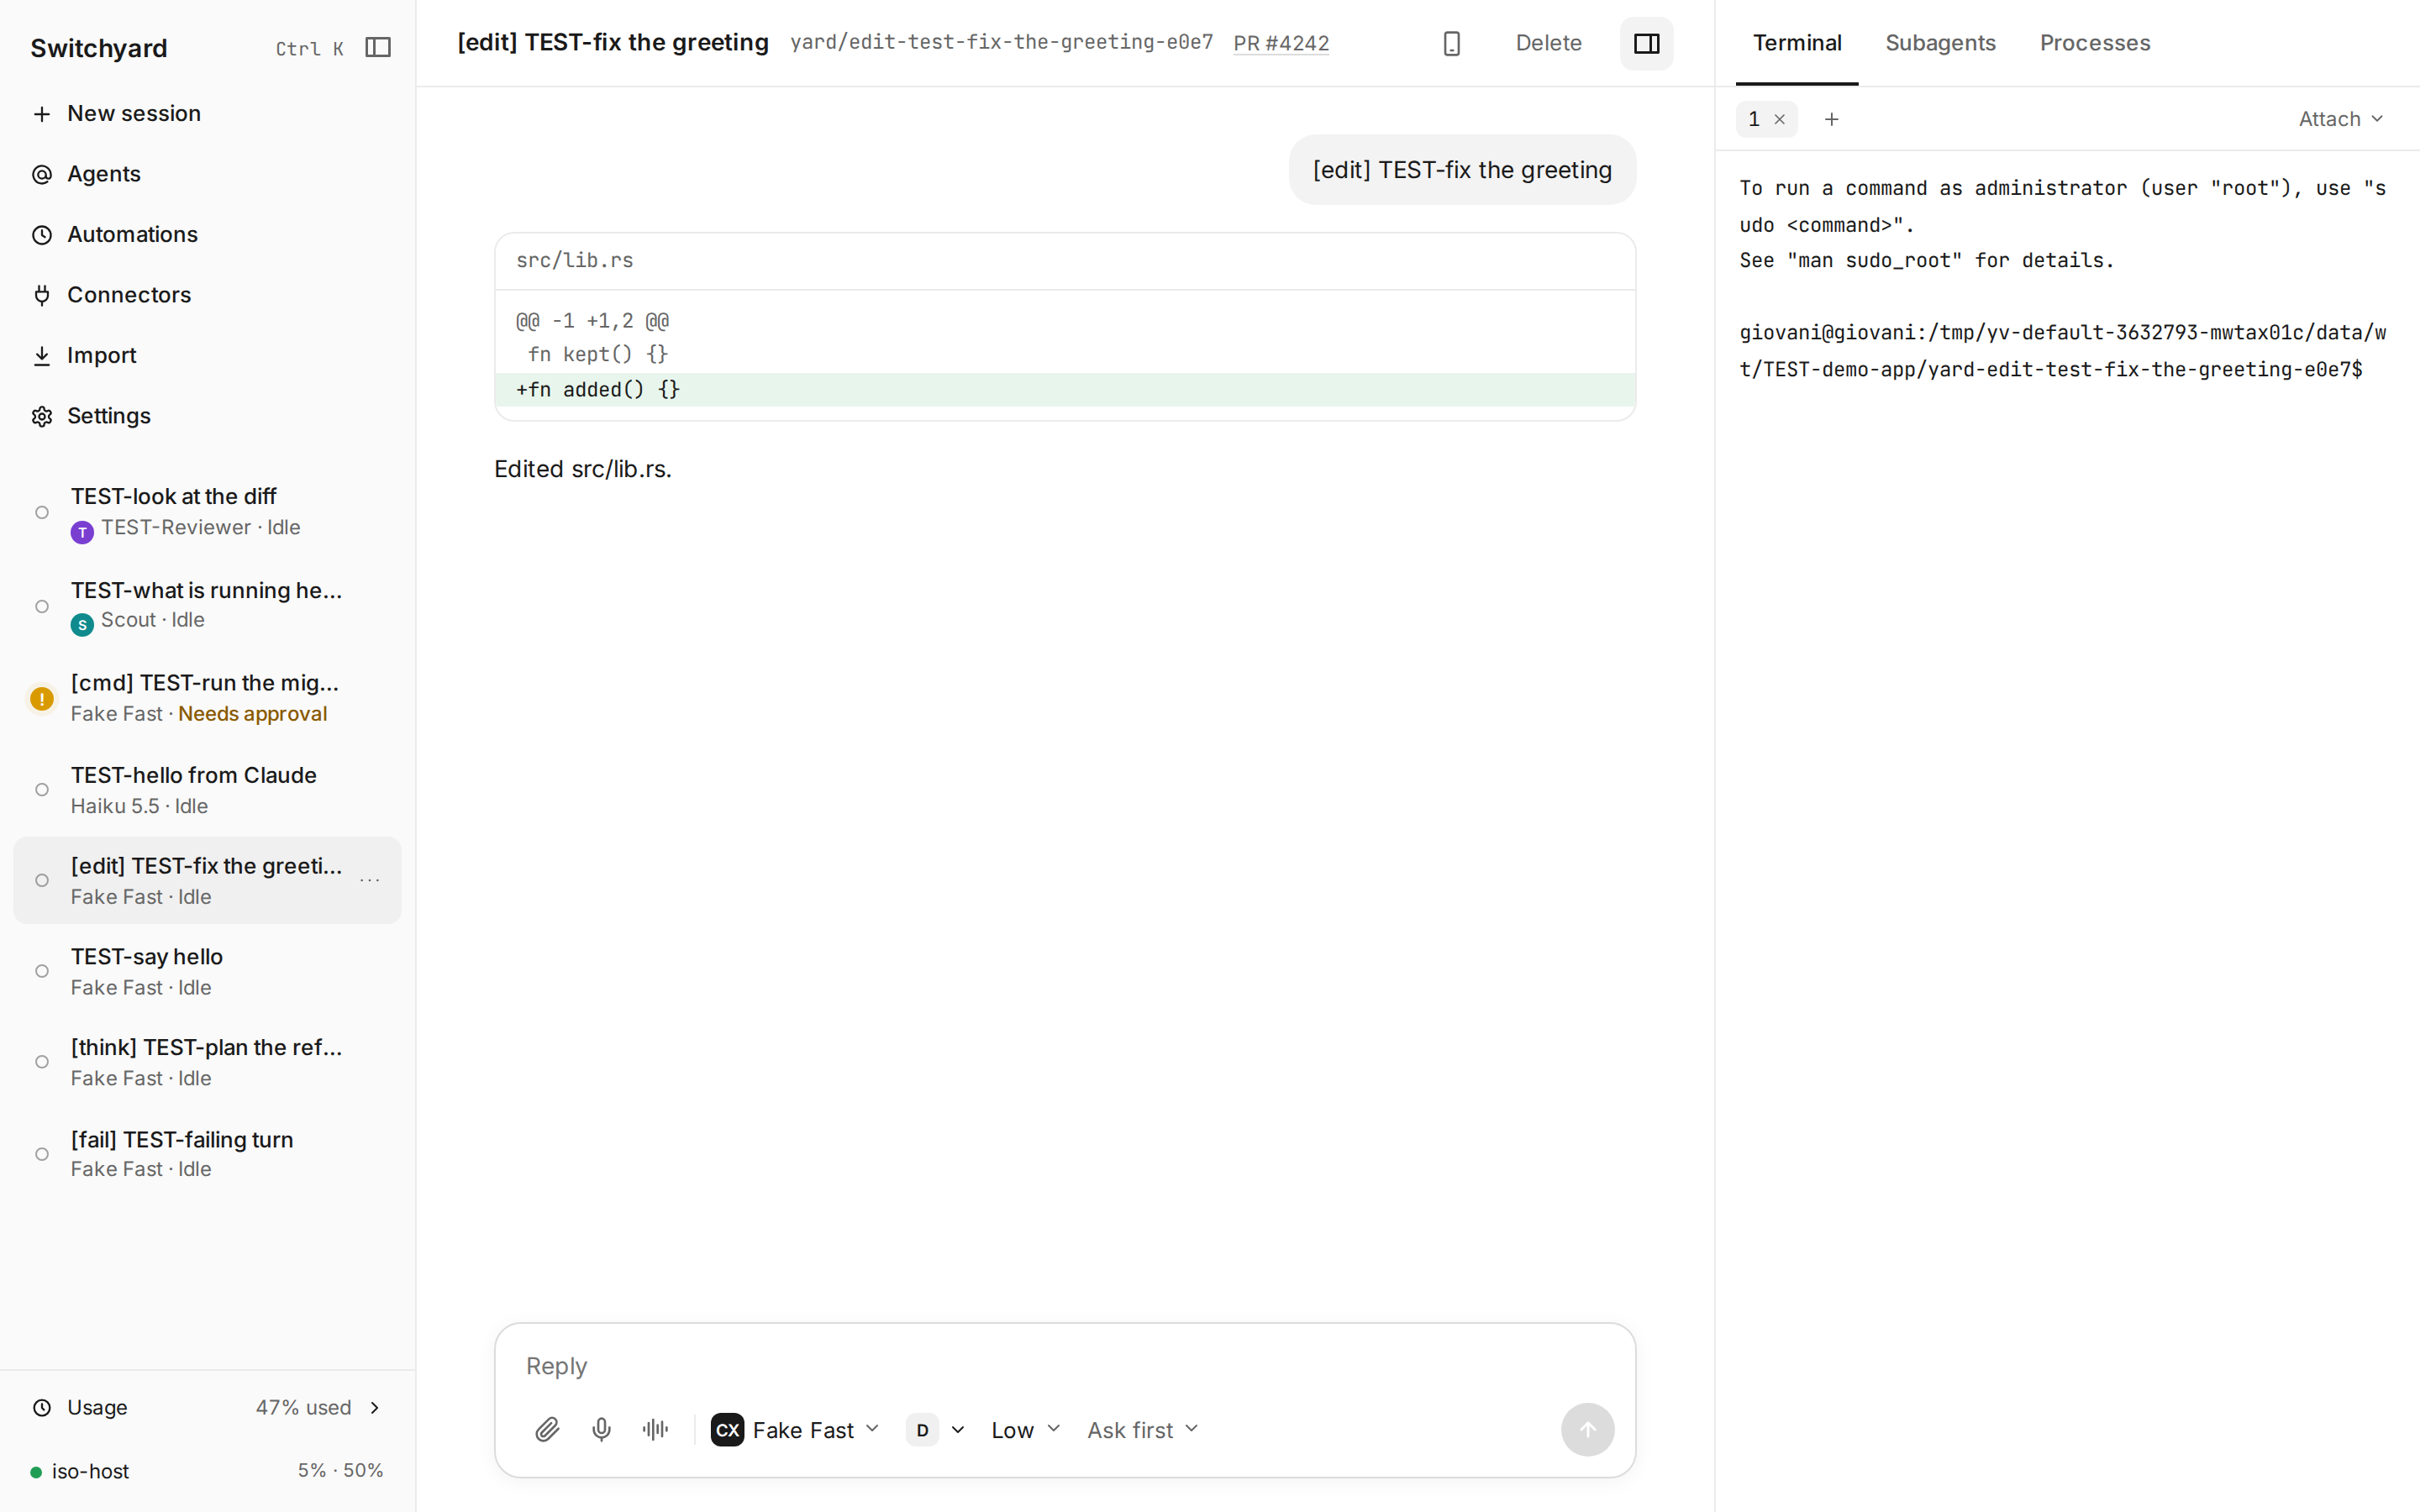 Switchyard
Ctrl K
New session
Agents
Automations
Connectors
Import
Settings
TEST-look at the diff
T TEST-Reviewer · Idle
TEST-what is running he...
S Scout · Idle
[cmd] TEST-run the mig...
Fake Fast · Needs approval
TEST-hello from Claude
Haiku 5.5 · Idle
[edit] TEST-fix the greeti...
Fake Fast · Idle
TEST-say hello
Fake Fast · Idle
[think] TEST-plan the ref...
Fake Fast · Idle
[fail] TEST-failing turn
Fake Fast · Idle
Usage 47% used
iso-host 5% · 50%
[edit] TEST-fix the greeting yard/edit-test-fix-the-greeting-e0e7 PR #4242 Delete
[edit] TEST-fix the greeting
src/lib.rs
@@ -1 +1,2 @@
fn kept() {}
+fn added() {}
Edited src/lib.rs.
Reply
CX Fake Fast D Low Ask first
Terminal Subagents Processes
1 × + Attach
To run a command as administrator (user "root"), use "s
udo <command>".
See "man sudo_root" for details.
giovani@giovani:/tmp/yv-default-3632793-mwtax01c/data/w
t/TEST-demo-app/yard-edit-test-fix-the-greeting-e0e7$